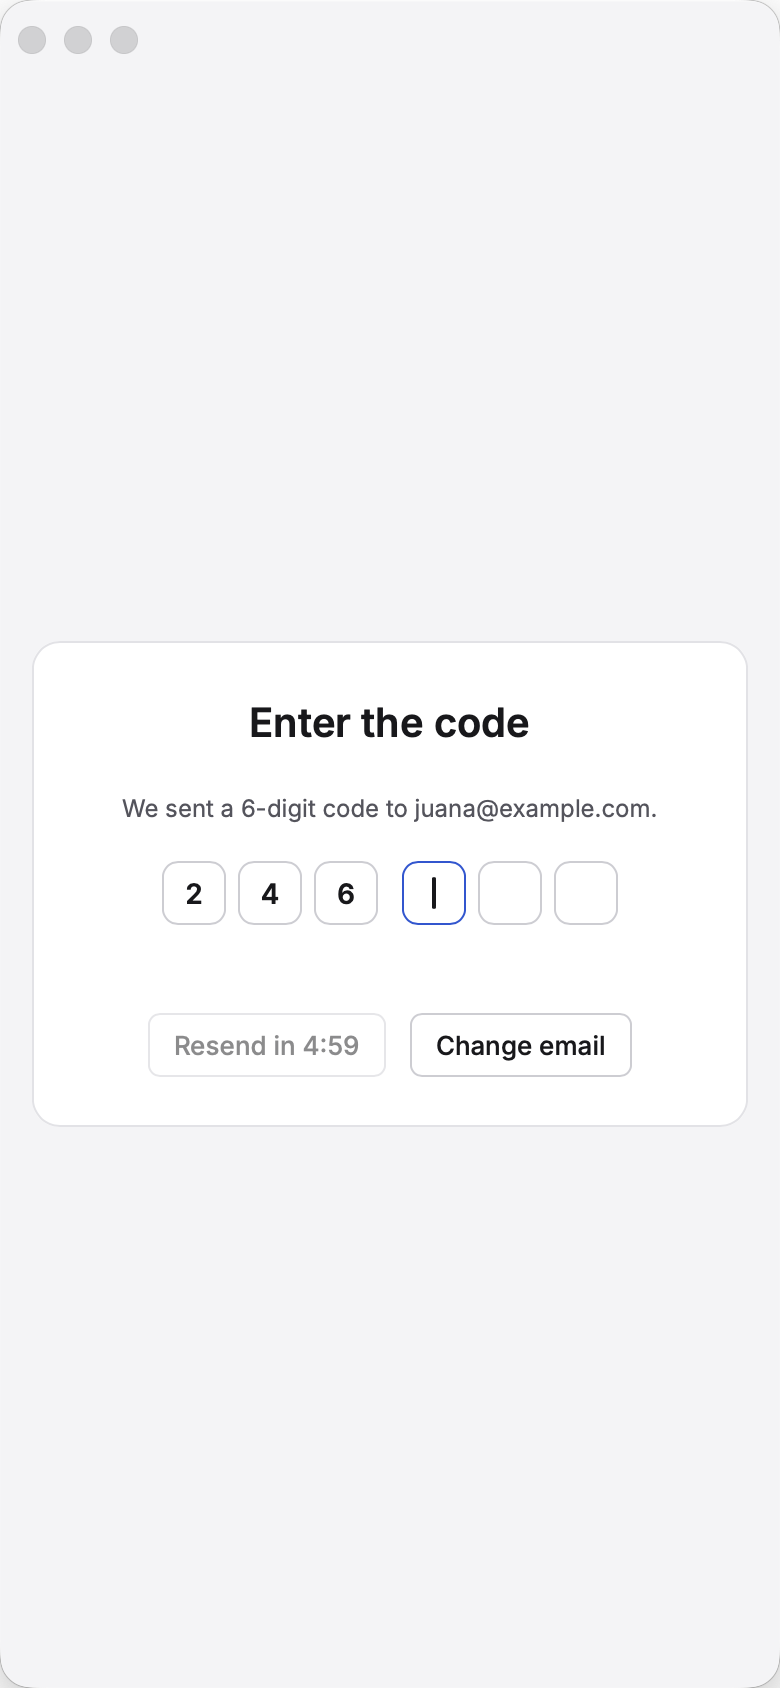 Enter the code
We sent a 6-digit code to juana@example.com.
2 4 6
Resend in 4:59 Change email